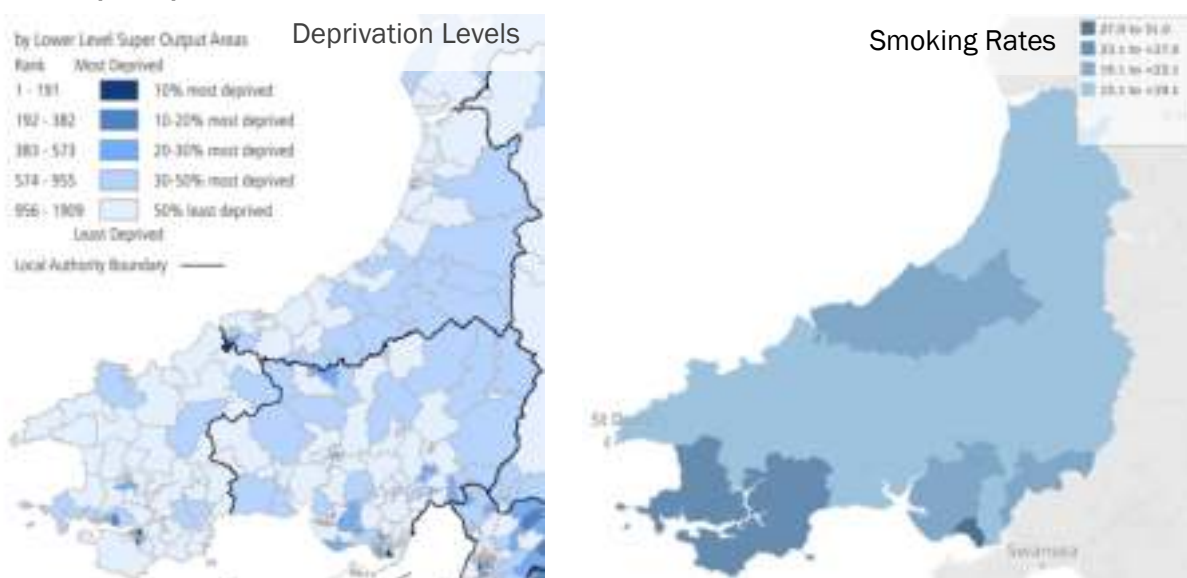 by Lower Level Super Output Areas
Deprivation Levels
Rank Most Deprived
1 - 191 10% most deprived
192 - 382 10-20% most deprived
383 - 573 20-30% most deprived
574 - 955 30-50% most deprived
956 - 1909 50% least deprived
Least Deprived
Local Authority Boundary
Smoking Rates
Swansea